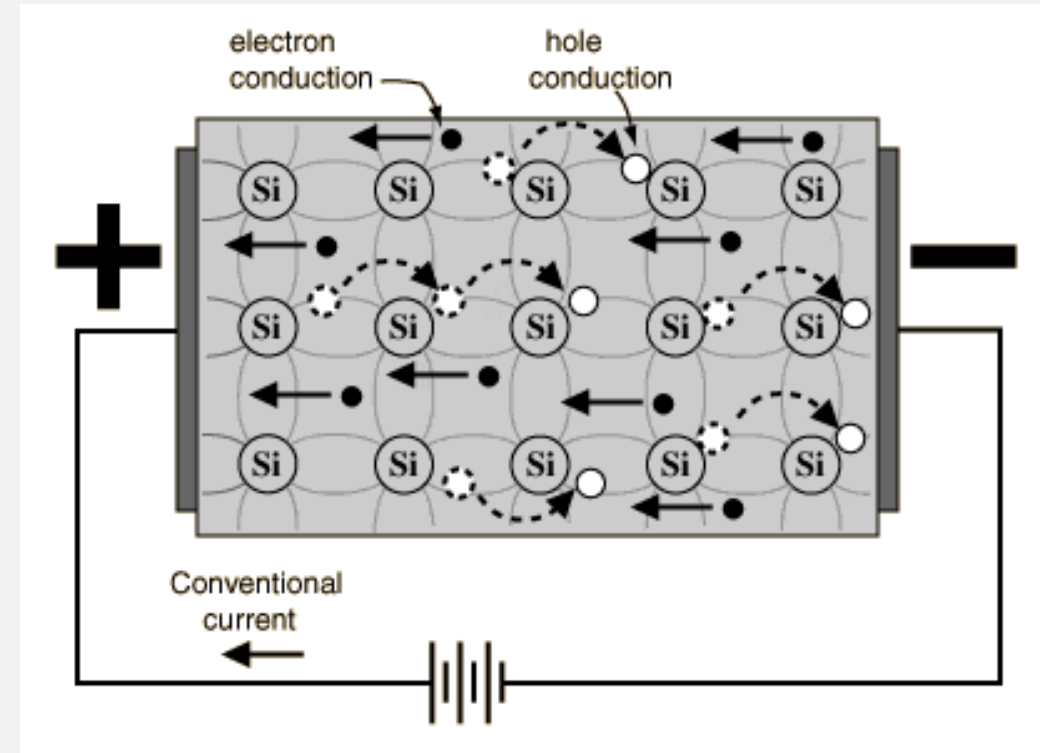 electron
conduction
hole
conduction
Si Si Si Si Si
+
−
Si Si Si Si Si
Si Si Si Si Si
Conventional
current